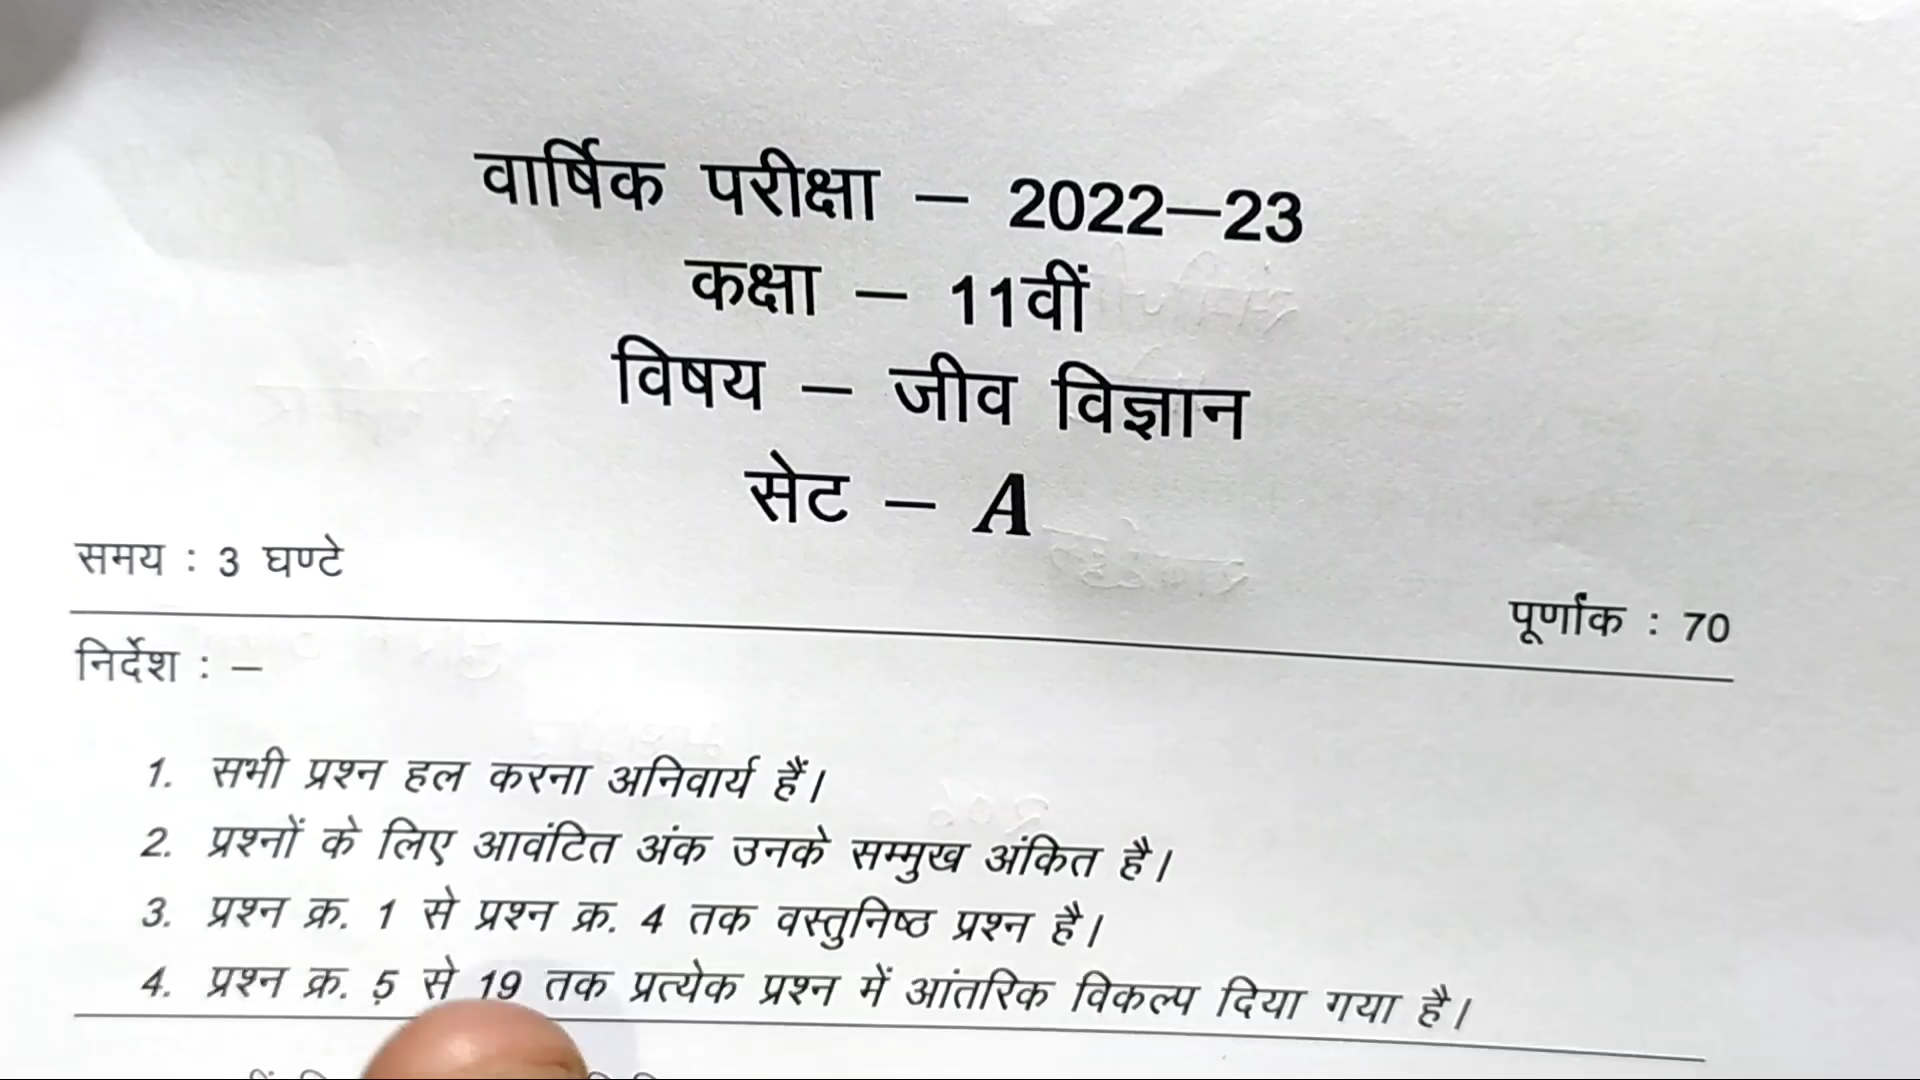 वार्षिक परीक्षा – 2022–23
कक्षा – 11वीं
विषय – जीव विज्ञान
सेट – A
समय : 3 घण्टे
पूर्णांक : 70
निर्देश : –
1. सभी प्रश्न हल करना अनिवार्य हैं।
2. प्रश्नों के लिए आवंटित अंक उनके सम्मुख अंकित है।
3. प्रश्न क्र. 1 से प्रश्न क्र. 4 तक वस्तुनिष्ठ प्रश्न है।
4. प्रश्न क्र. 5 से 19 तक प्रत्येक प्रश्न में आंतरिक विकल्प दिया गया है।